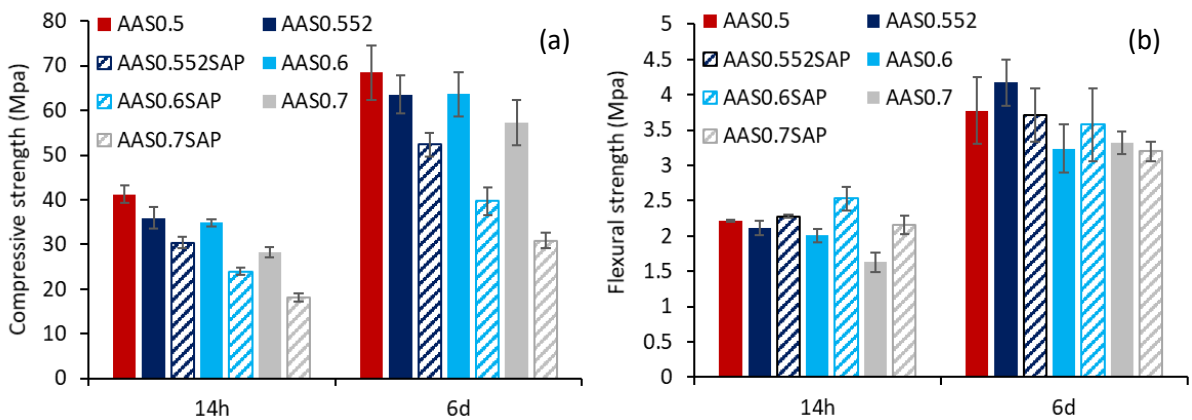 80
70
60
50
40
30
20
10
0
Compressive strength (Mpa)
AAS0.5 AAS0.552
AAS0.552SAP AAS0.6
AAS0.6SAP AAS0.7
AAS0.7SAP
(a)
14h 6d
5
4.5
4
3.5
3
2.5
2
1.5
1
0.5
0
Flexural strength (Mpa)
AAS0.5 AAS0.552
AAS0.552SAP AAS0.6
AAS0.6SAP AAS0.7
AAS0.7SAP
(b)
14h 6d